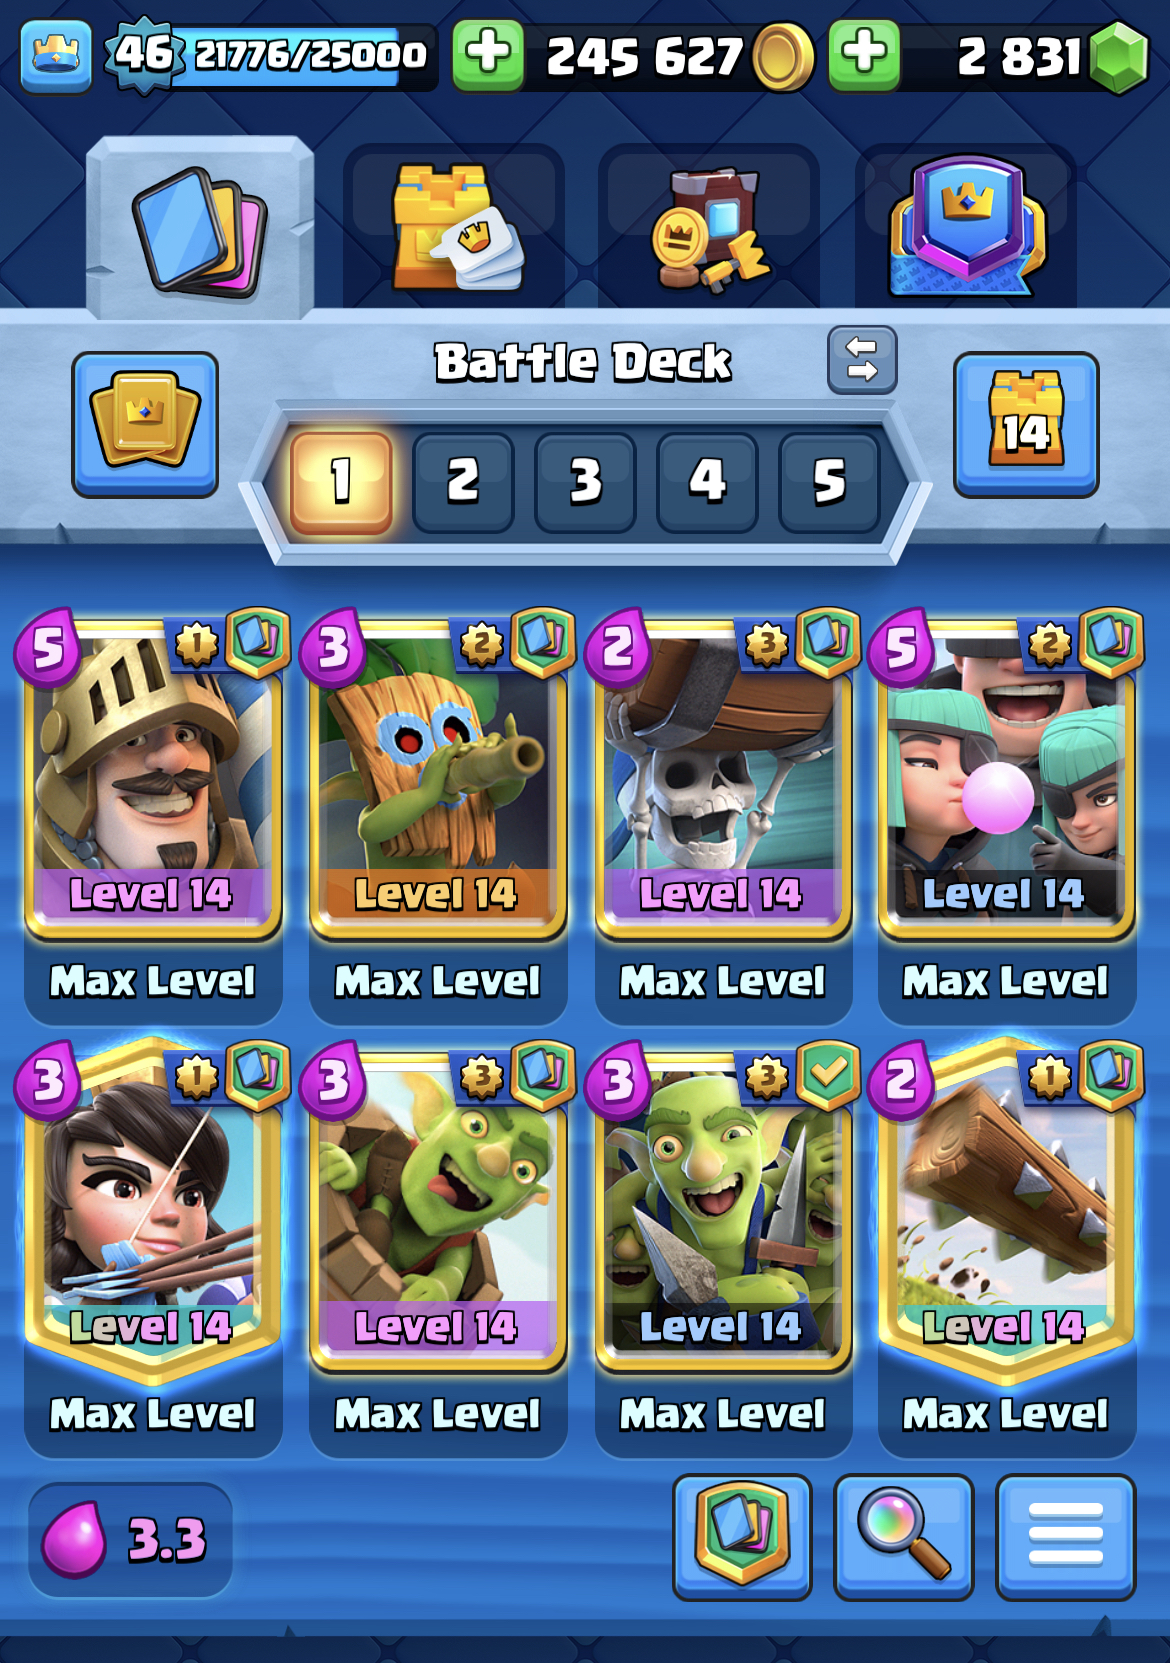 46 21776/25000 245 627 2 831
Battle Deck
14
1 2 3 4 5
5 1 3 2 2 3 5 2
Level 14 Level 14 Level 14 Level 14
Max Level Max Level Max Level Max Level
3 1 3 3 3 3 2 1
Level 14 Level 14 Level 14 Level 14
Max Level Max Level Max Level Max Level
3.3